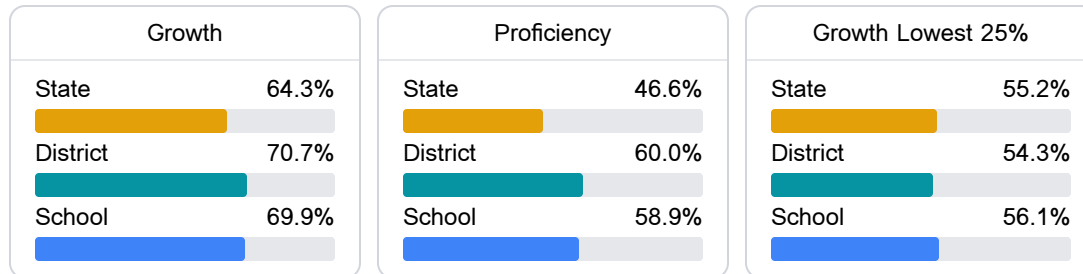 Growth
State 64.3%
District 70.7%
School 69.9%
Proficiency
State 46.6%
District 60.0%
School 58.9%
Growth Lowest 25%
State 55.2%
District 54.3%
School 56.1%